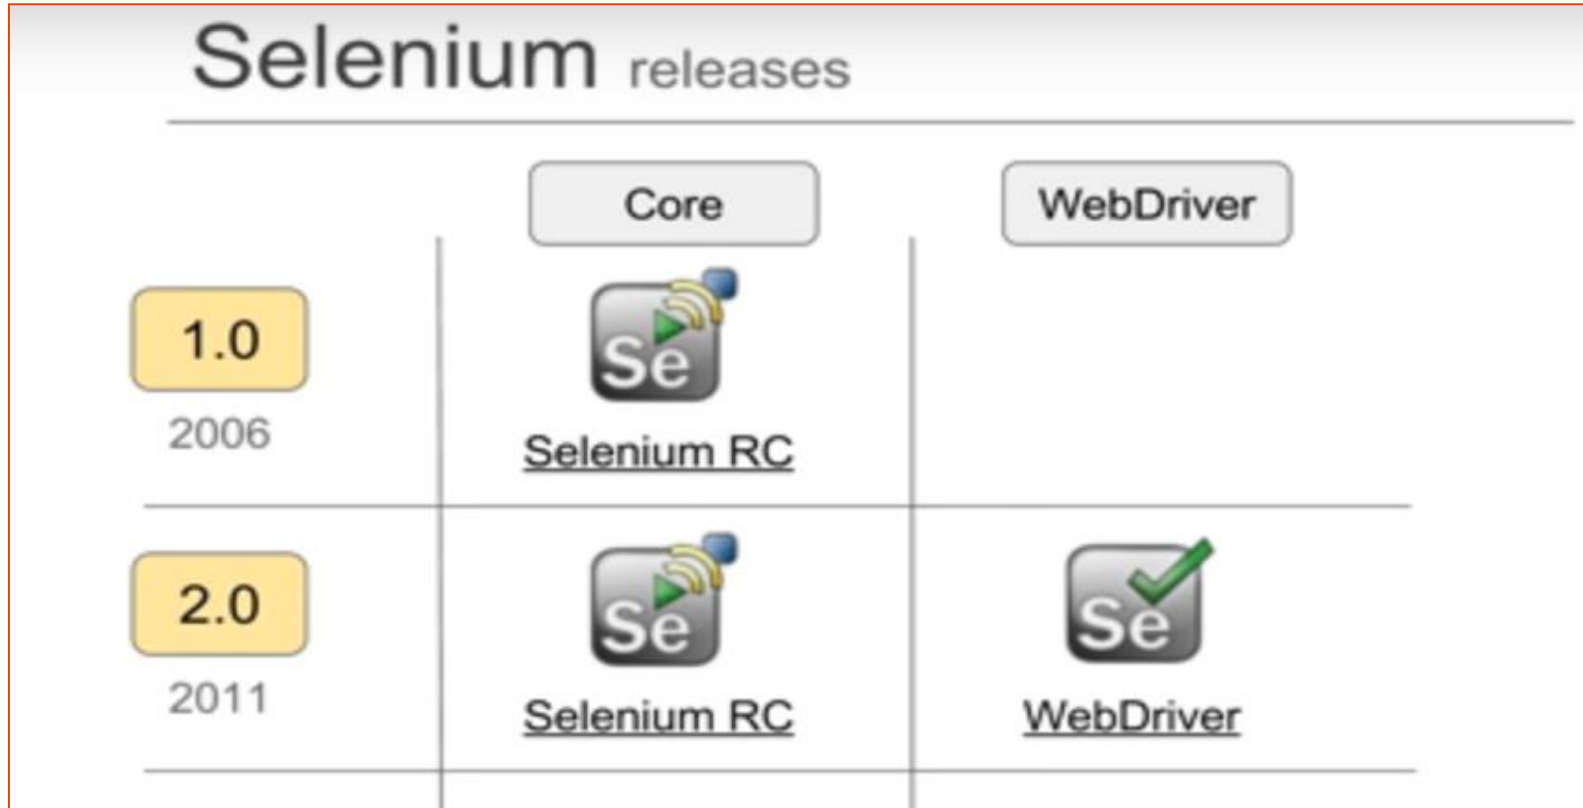 Selenium releases
Core WebDriver
1.0
Se
2006
Selenium RC
2.0
Se Se
2011
Selenium RC WebDriver